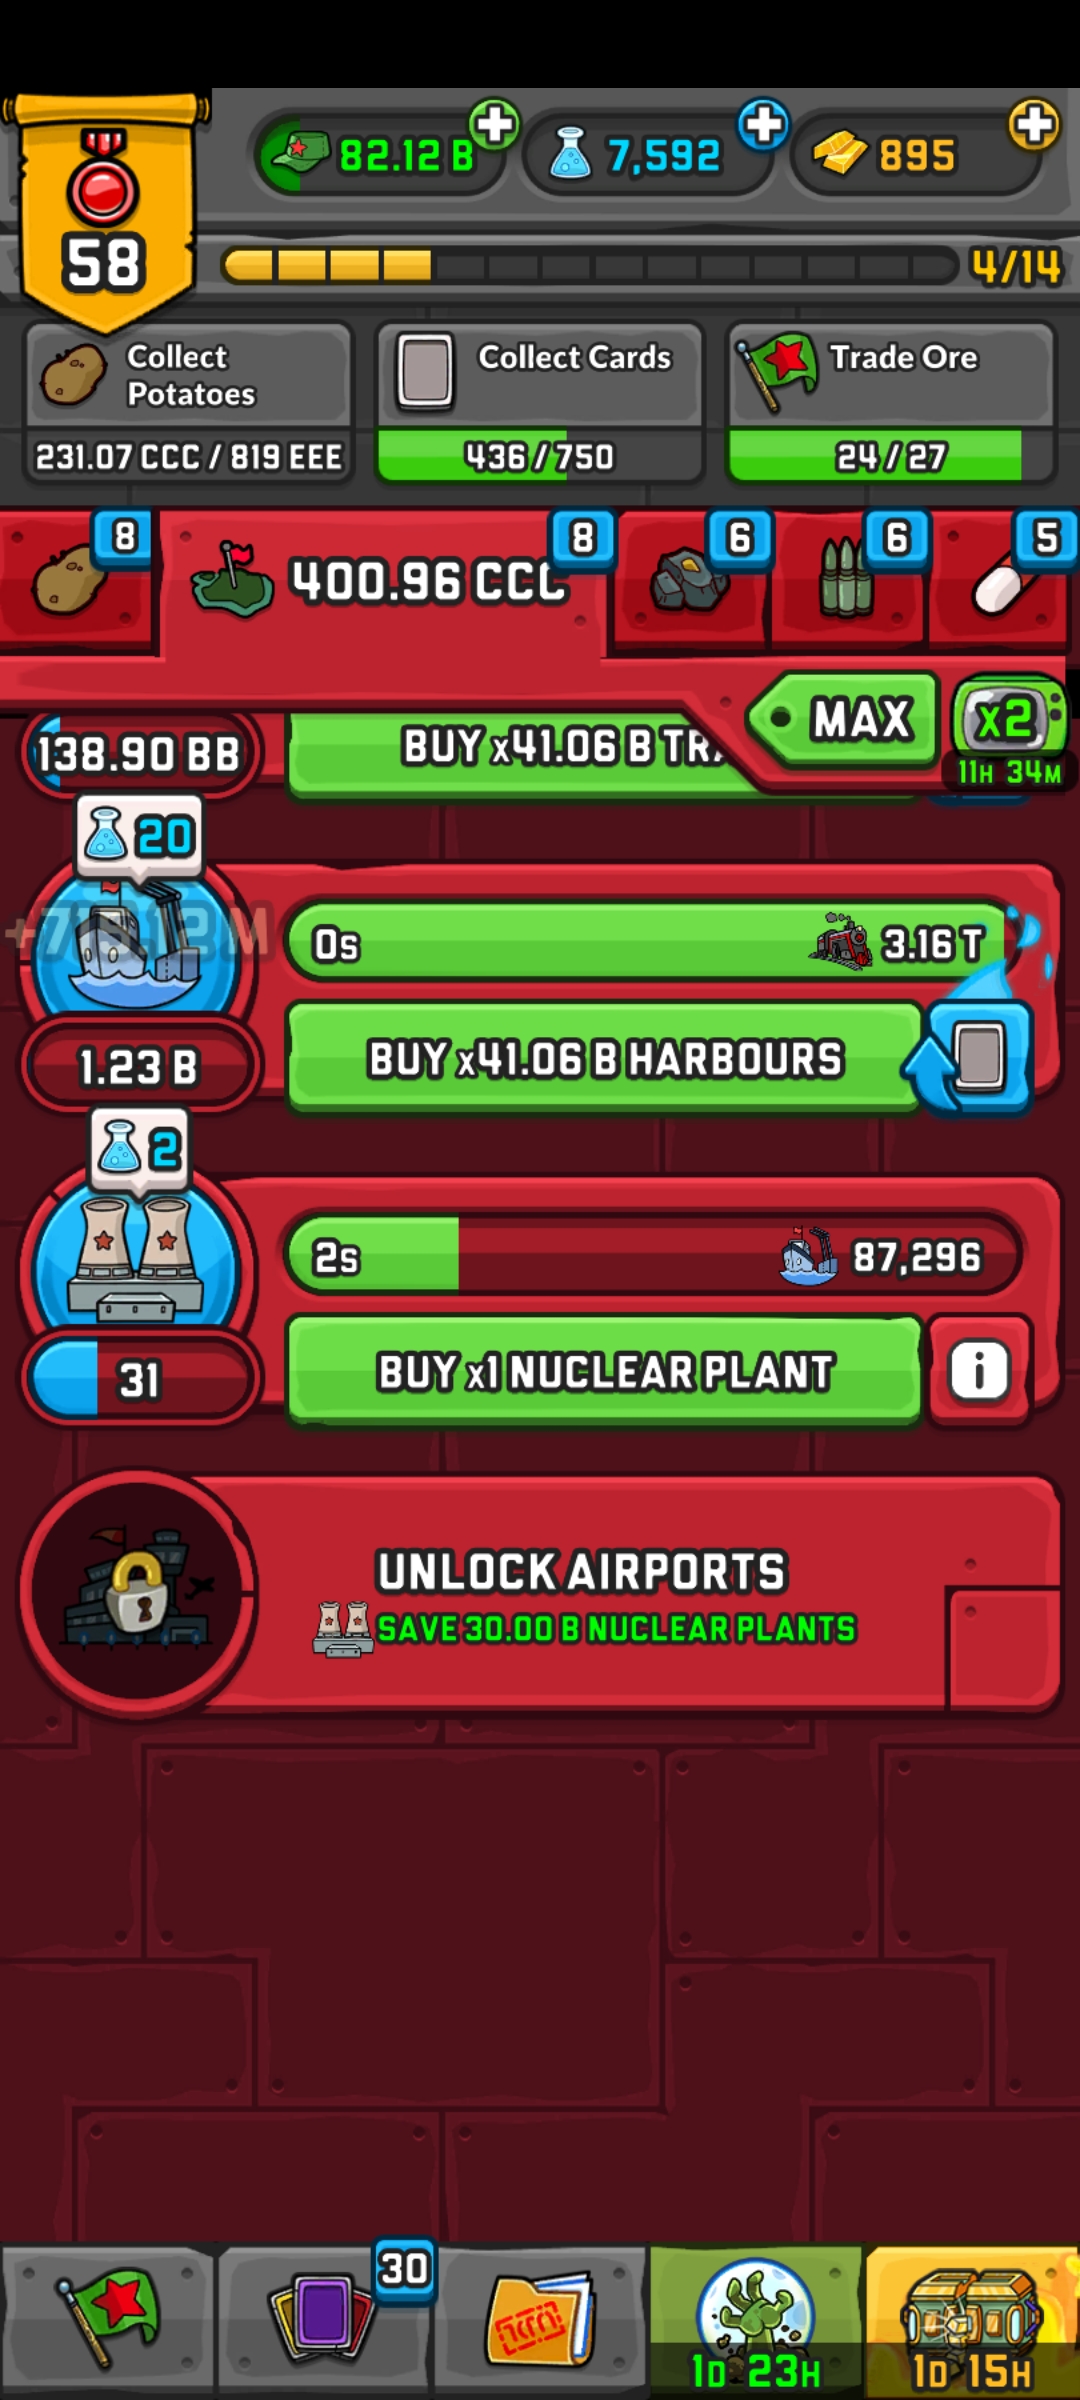 82.12 B
7,592
895
58
4/14
Collect
Potatoes
231.07 CCC / 819 EEE
Collect Cards
436 / 750
Trade Ore
24 / 27
8
400.96 CCC
8
6
6
5
MAX
x2
11H 34M
138.90 BB
BUY x41.06 B
20
0s
3.16 T
1.23 B
BUY x41.06 B HARBOURS
2
2s
87,296
31
BUY x1 NUCLEAR PLANT
i
UNLOCK AIRPORTS
SAVE 30.00 B NUCLEAR PLANTS
30
1D 23H
1D 15H